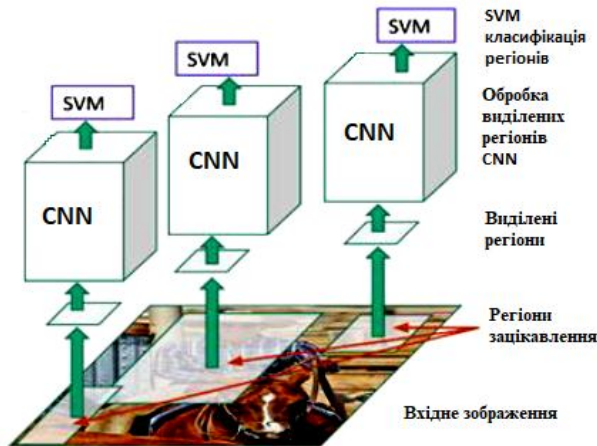 SVM
SVM
SVM
CNN
CNN
CNN
SVM
класифікація
регіонів
Обробка
виділених
регіонів
CNN
Виділені
регіони
Регіони
зацікавлення
Вхідне зображення